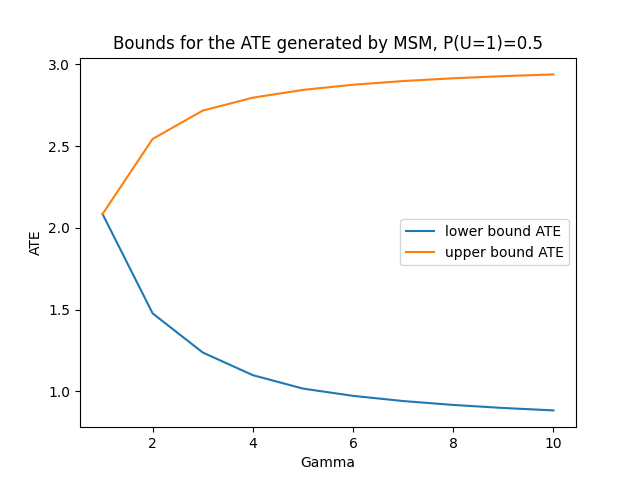 Bounds for the ATE generated by MSM, P(U=1)=0.5
3.0
2.5
2.0
1.5
1.0
ATE
lower bound ATE
upper bound ATE
2
4
6
8
10
Gamma